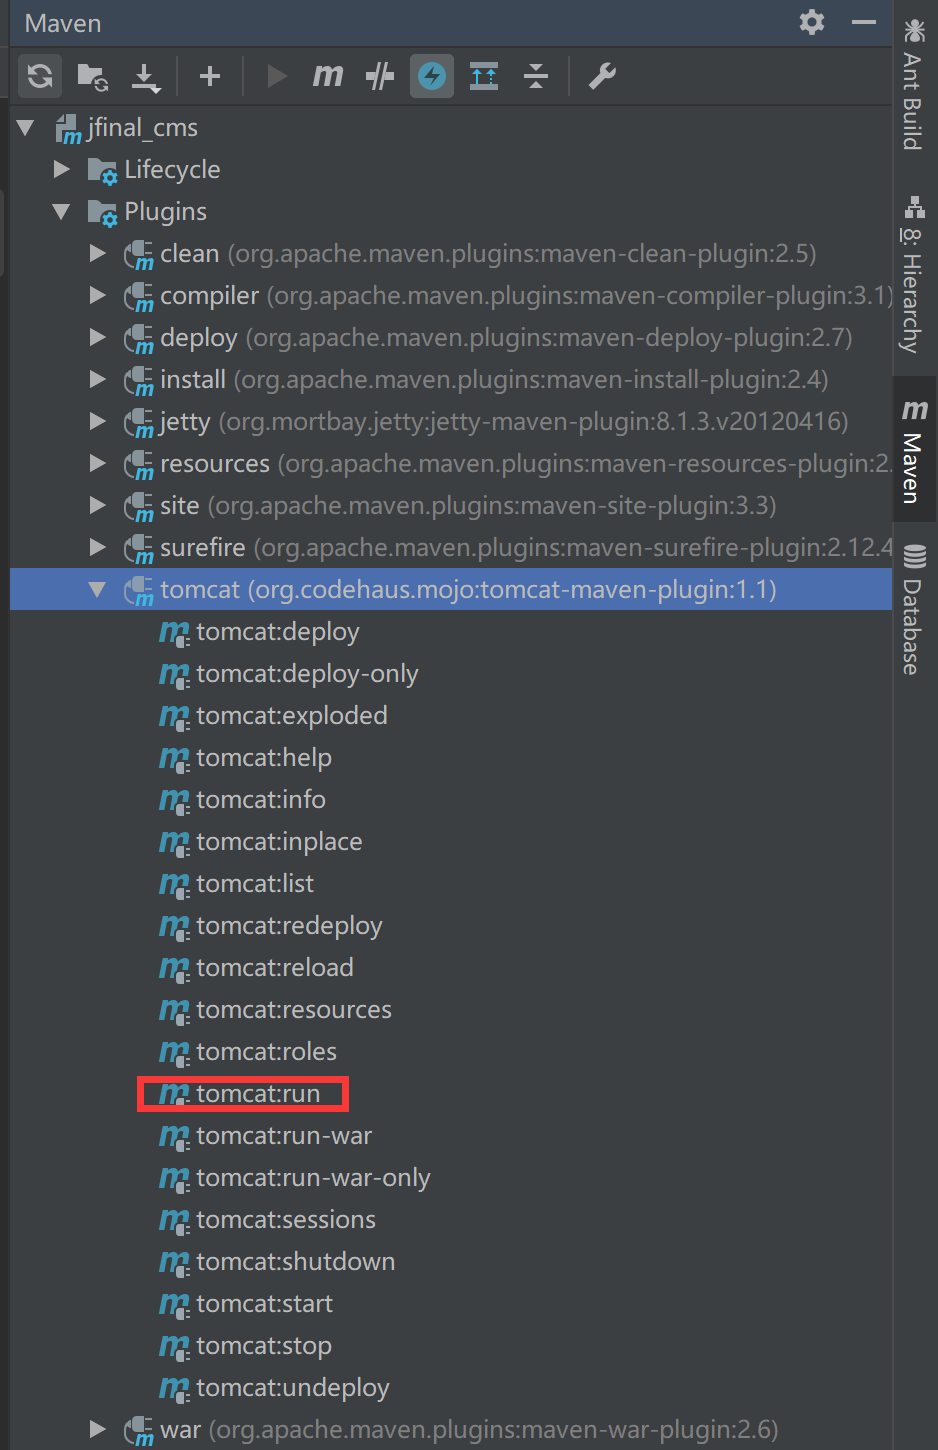 Maven
jfinal_cms
Lifecycle
Plugins
clean (org.apache.maven.plugins:maven-clean-plugin:2.5)
compiler (org.apache.maven.plugins:maven-compiler-plugin:3.1)
deploy (org.apache.maven.plugins:maven-deploy-plugin:2.7)
install (org.apache.maven.plugins:maven-install-plugin:2.4)
jetty (org.mortbay.jetty:jetty-maven-plugin:8.1.3.v20120416)
resources (org.apache.maven.plugins:maven-resources-plugin:2.
site (org.apache.maven.plugins:maven-site-plugin:3.3)
surefire (org.apache.maven.plugins:maven-surefire-plugin:2.12.4
tomcat (org.codehaus.mojo:tomcat-maven-plugin:1.1)
tomcat:deploy
tomcat:deploy-only
tomcat:exploded
tomcat:help
tomcat:info
tomcat:inplace
tomcat:list
tomcat:redeploy
tomcat:reload
tomcat:resources
tomcat:roles
tomcat:run
tomcat:run-war
tomcat:run-war-only
tomcat:sessions
tomcat:shutdown
tomcat:start
tomcat:stop
tomcat:undeploy
war (org.apache.maven.plugins:maven-war-plugin:2.6)
Ant Build
8: Hierarchy
Maven
Database